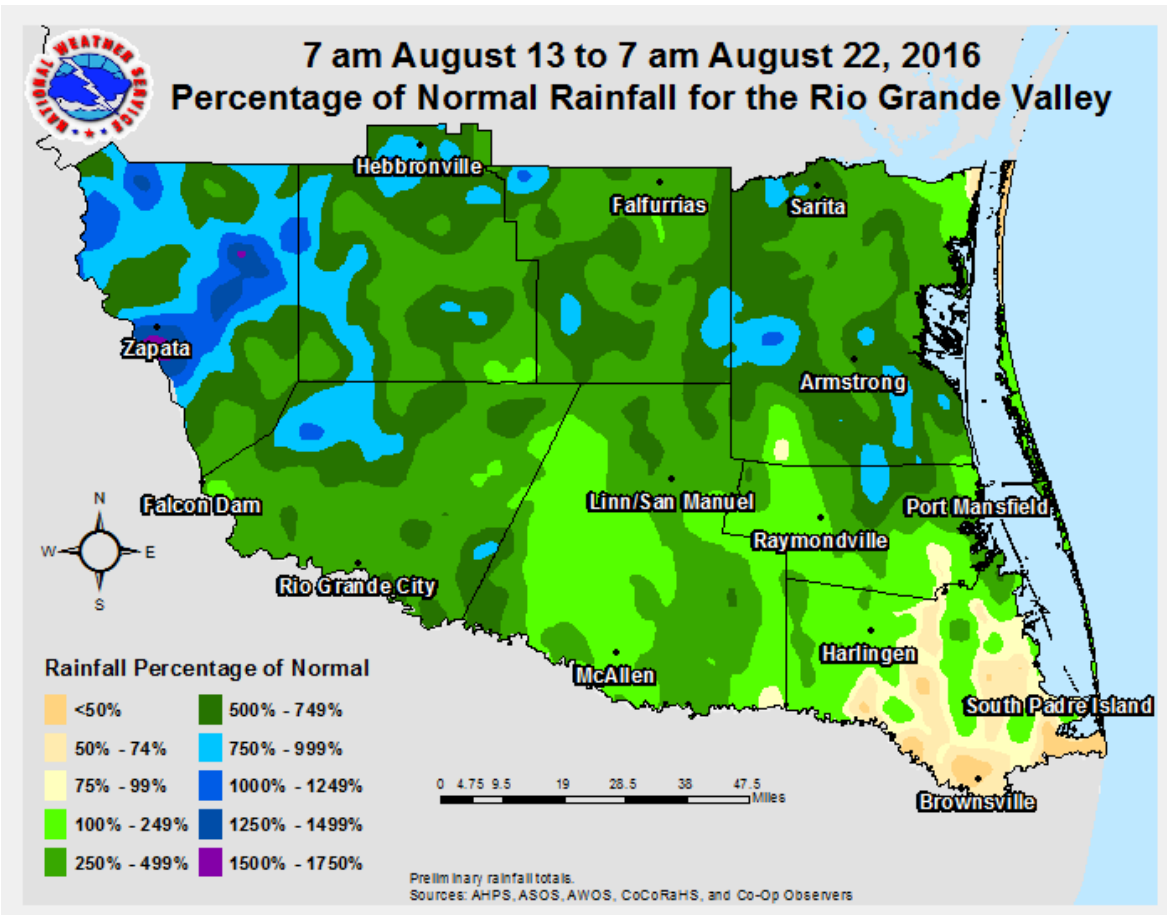 NATIONAL WEATHER SERVICE
7 am August 13 to 7 am August 22, 2016
Percentage of Normal Rainfall for the Rio Grande Valley
Hebbronville
Falfurrias
Sarita
Zapata
Armstrong
Falcon Dam
Linn/San Manuel
Port Mansfield
Raymondville
Rio Grande City
Harlingen
McAllen
South Padre Island
Brownsville
N
W E
S
Rainfall Percentage of Normal
<50% 500% - 749%
50% - 74% 750% - 999%
75% - 99% 1000% - 1249%
100% - 249% 1250% - 1499%
250% - 499% 1500% - 1750%
0 4.75 9.5 19 28.5 38 47.5
Miles
Preliminary rainfall totals.
Sources: AHPS, ASOS, AWOS, CoCoRaHS, and Co-Op Observers